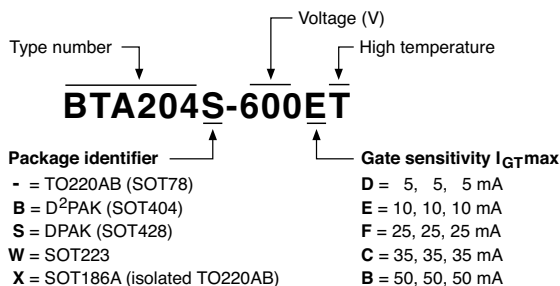 Voltage (V)
Type number
High temperature
BTA204S-600ET
Package identifier
- = TO220AB (SOT78)
B = D²PAK (SOT404)
S = DPAK (SOT428)
W = SOT223
X = SOT186A (isolated TO220AB)
Gate sensitivity IGTmax
D = 5, 5, 5 mA
E = 10, 10, 10 mA
F = 25, 25, 25 mA
C = 35, 35, 35 mA
B = 50, 50, 50 mA